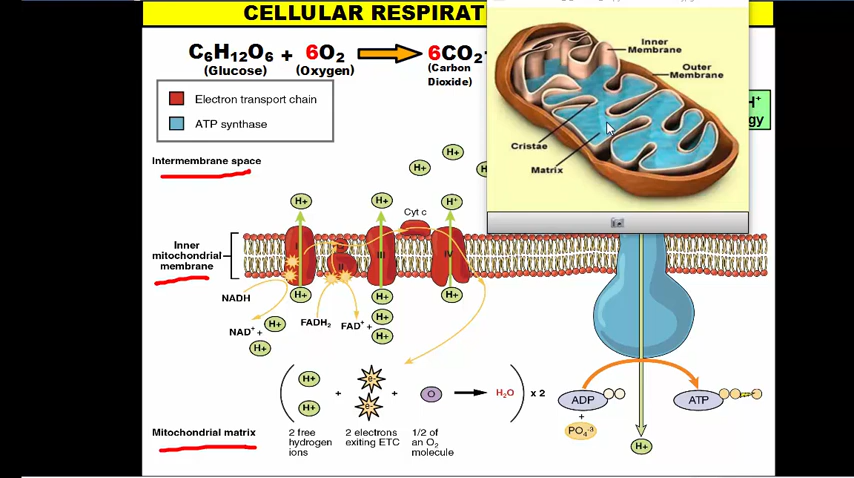 CELLULAR RESPIRAT
C6H12O6 + 6O2 6CO2
(Glucose) (Oxygen) (Carbon
Dioxide)
Electron transport chain
ATP synthase
Inner
Membrane
Outer
Membrane
Cristae
Matrix
H+
gy
Intermembrane space
H+
H+
H+
H+
H+
H+
Cyt c
Inner
mitochondrial
membrane
I
II
III
IV
H+
H+
H+
H+
H+
NADH
NAD+ +
H+
H+
FADH2
FAD+ +
( H+ H+ + e- e- + O H2O ) x 2
ADP
+
PO4-3
ATP
H+
Mitochondrial matrix
2 free
hydrogen
ions
2 electrons
exiting ETC
1/2 of
an O2
molecule